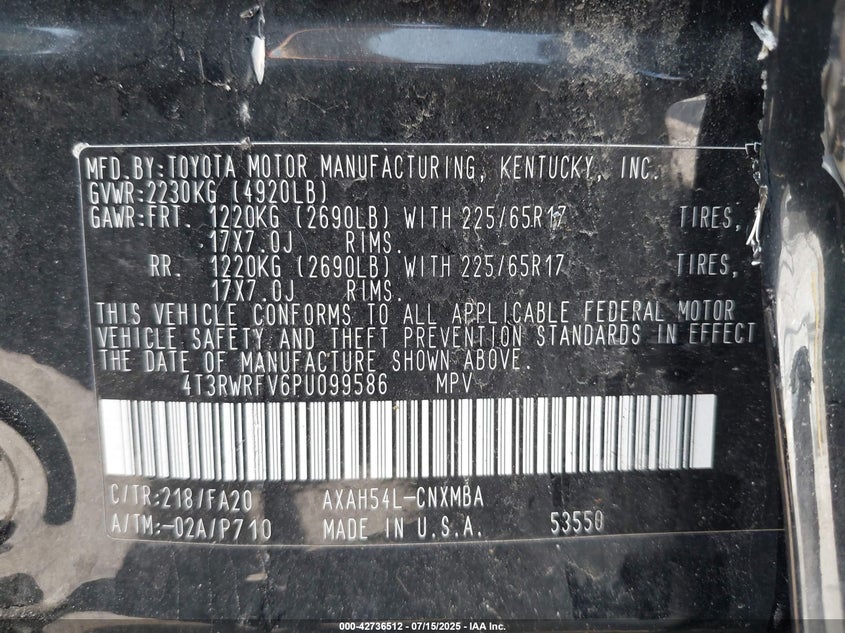 MFD.BY:TOYOTA MOTOR MANUFACTURING, KENTUCKY, INC.
GVWR:2230KG (4920LB)
GAWR:FRT. 1220KG (2690LB) WITH 225/65R17 TIRES,
17X7.0J RIMS.
RR. 1220KG (2690LB) WITH 225/65R17 TIRES,
17X7.0J RIMS.
THIS VEHICLE CONFORMS TO ALL APPLICABLE FEDERAL MOTOR
VEHICLE SAFETY AND THEFT PREVENTION STANDARDS IN EFFECT
THE DATE OF MANUFACTURE SHOWN ABOVE.
4T3RWRFV6PU099586 MPV
C/TR:218/FA20 AXAH54L-CNXMBA
A/TM:-02A/P710 MADE IN U.S.A. 53550
000-42736512 - 07/15/2025 - IAA Inc.